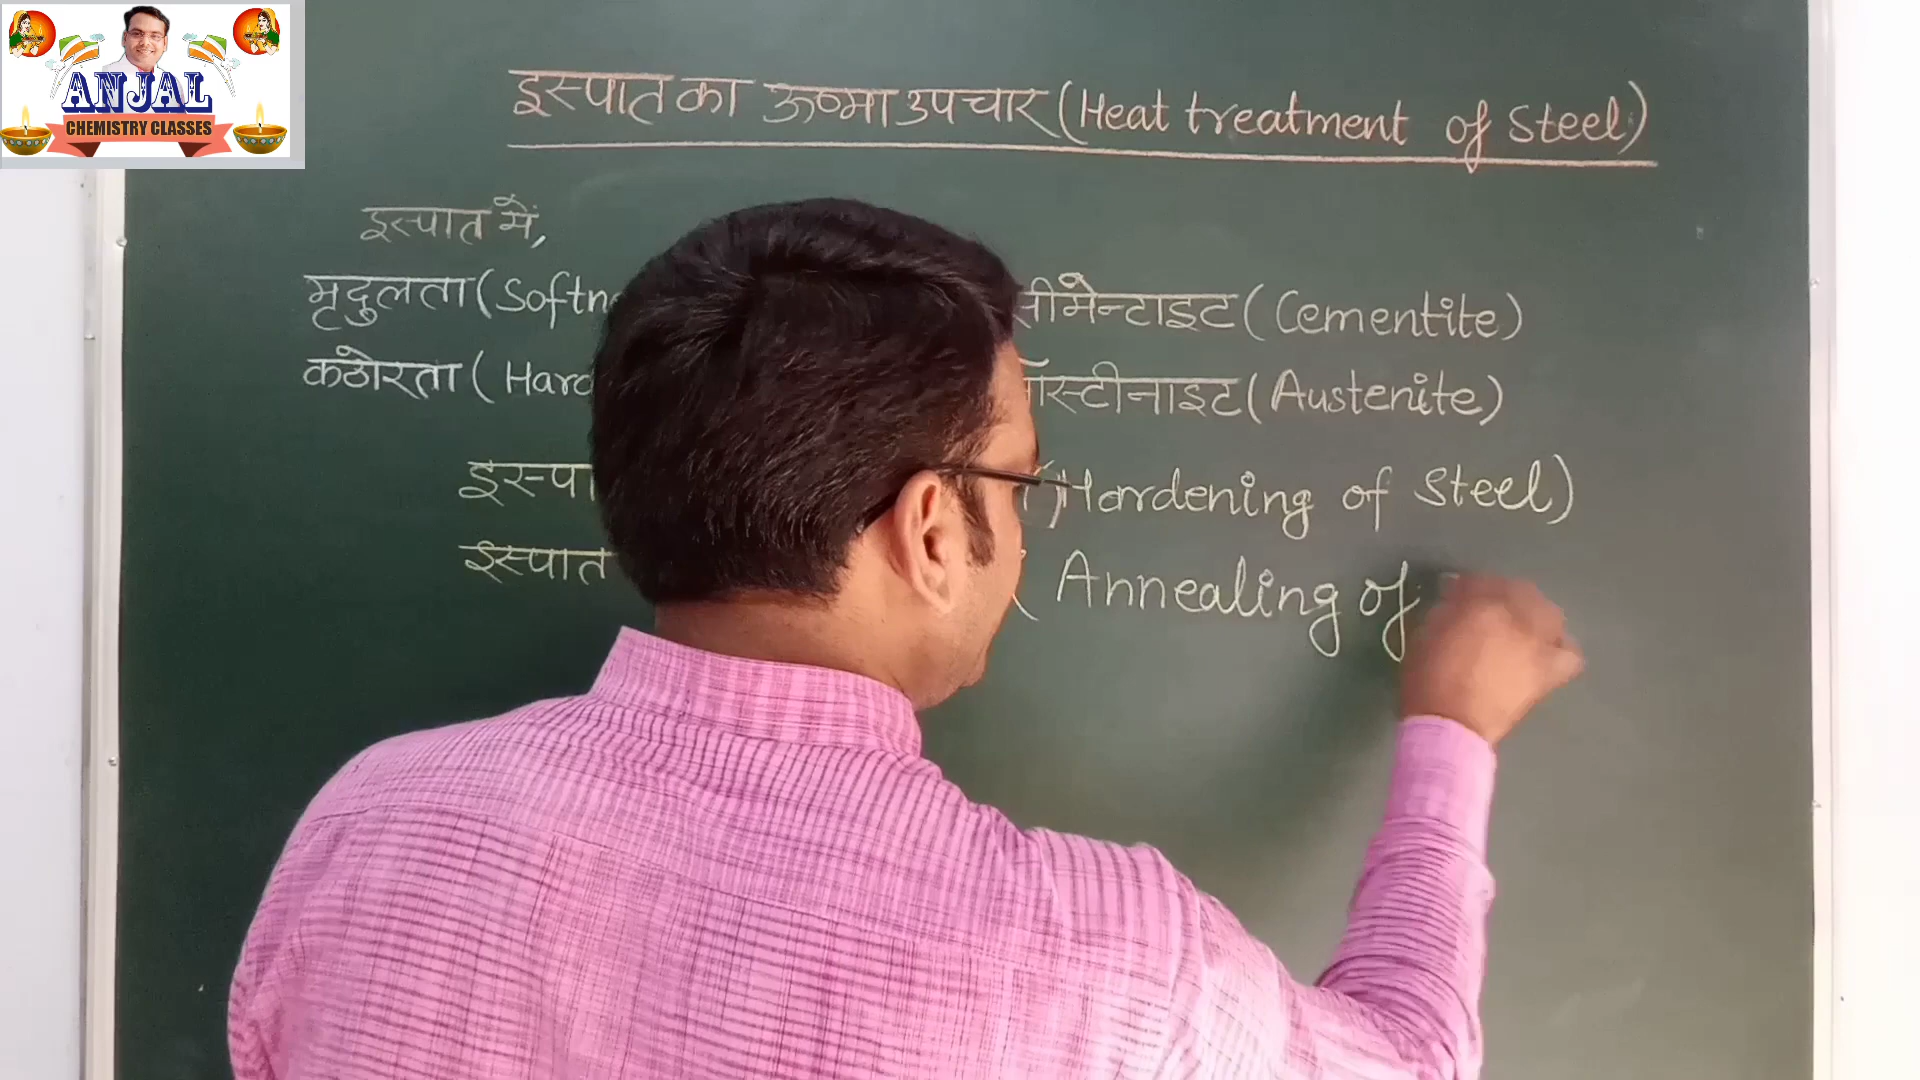 ANJAL
CHEMISTRY CLASSES
इस्पात का ऊष्मा उपचार (Heat treatment of Steel)
इस्पात में,
मृदुलता (Softn
सीमेन्टाइट (Cementite)
कठोरता (Hard
ऑस्टीनाइट (Austenite)
इस्पा
(Hardening of Steel)
इस्पात
(Annealing of